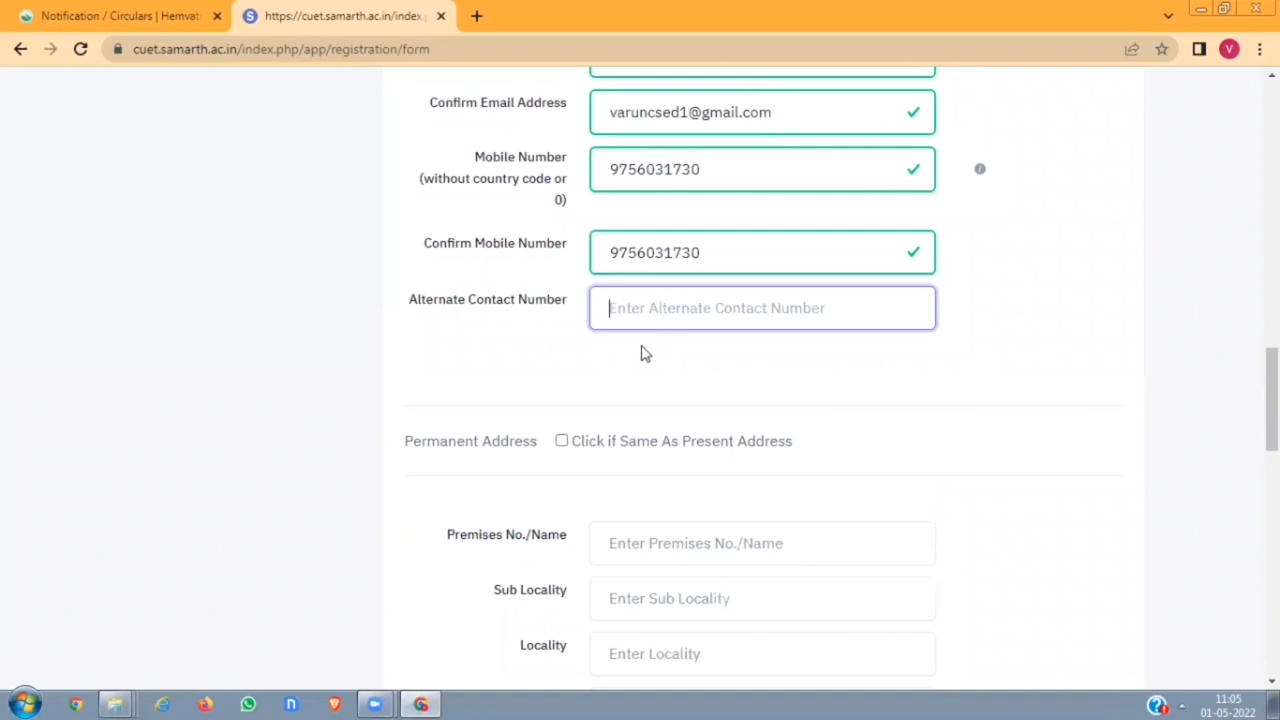 Notification / Circulars | Hemvat
https://cuet.samarth.ac.in/index.
cuet.samarth.ac.in/index.php/app/registration/form
V
Confirm Email Address
varuncsed1@gmail.com
Mobile Number
(without country code or
0)
9756031730
Confirm Mobile Number
9756031730
Alternate Contact Number
Enter Alternate Contact Number
Permanent Address
Click if Same As Present Address
Premises No./Name
Enter Premises No./Name
Sub Locality
Enter Sub Locality
Locality
Enter Locality
11:05
01-05-2022